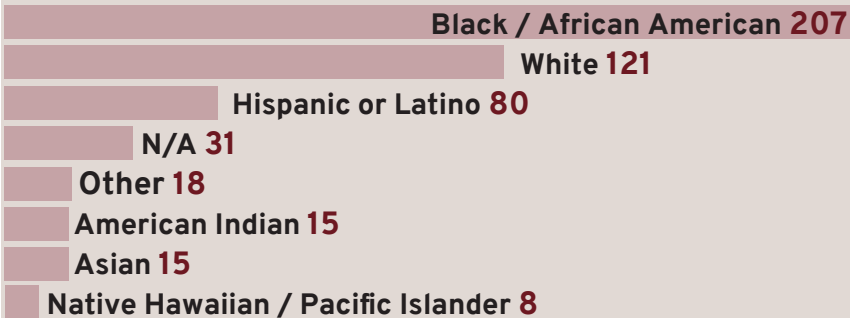 Black / African American 207
White 121
Hispanic or Latino 80
N/A 31
Other 18
American Indian 15
Asian 15
Native Hawaiian / Pacific Islander 8